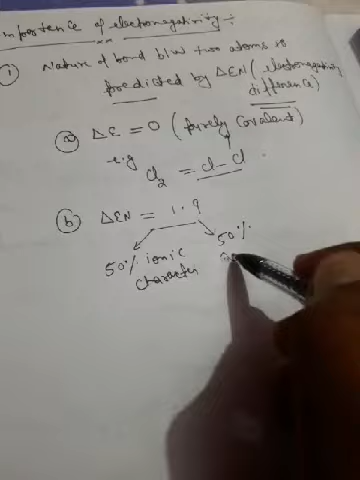 mportence of electronegativity :-
① Nature of bond b/w two atoms is
predicted by ΔEN (electronegativity
difference)
ⓐ ΔE = 0 (purely covalent)
e.g
cl₂ = cl-cl
ⓑ ΔEN = 1.9
50% ionic
character
50%